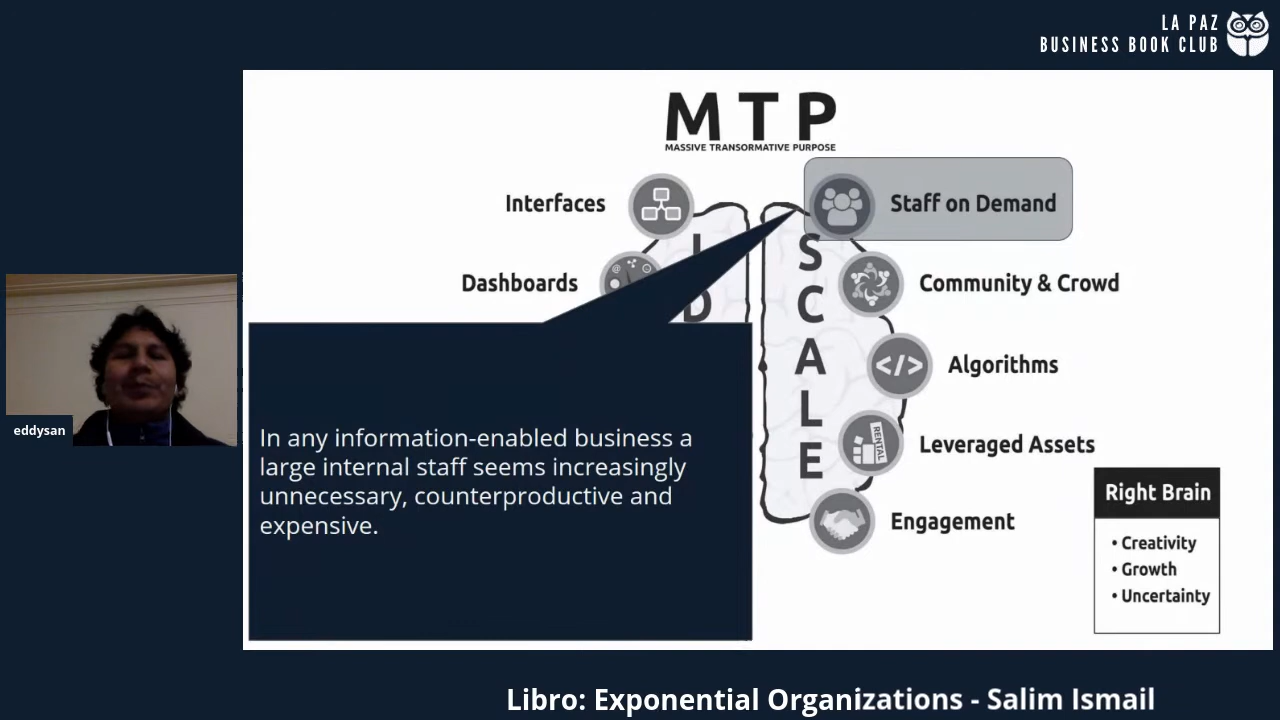 LA PAZ
BUSINESS BOOK CLUB
MTP
MASSIVE TRANSORMATIVE PURPOSE
Interfaces
Staff on Demand
Dashboards
Community & Crowd
I
D
S
C
A
L
E
Algorithms
RENTAL
Leveraged Assets
Engagement
In any information-enabled business a
large internal staff seems increasingly
unnecessary, counterproductive and
expensive.
Right Brain
• Creativity
• Growth
• Uncertainty
eddysan
Libro: Exponential Organizations - Salim Ismail